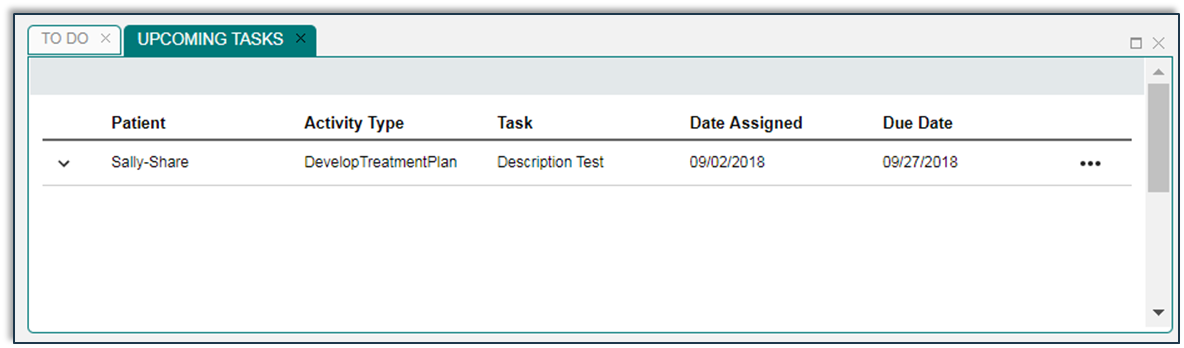 TO DO UPCOMING TASKS
Patient Activity Type Task Date Assigned Due Date
Sally-Share DevelopTreatmentPlan Description Test 09/02/2018 09/27/2018